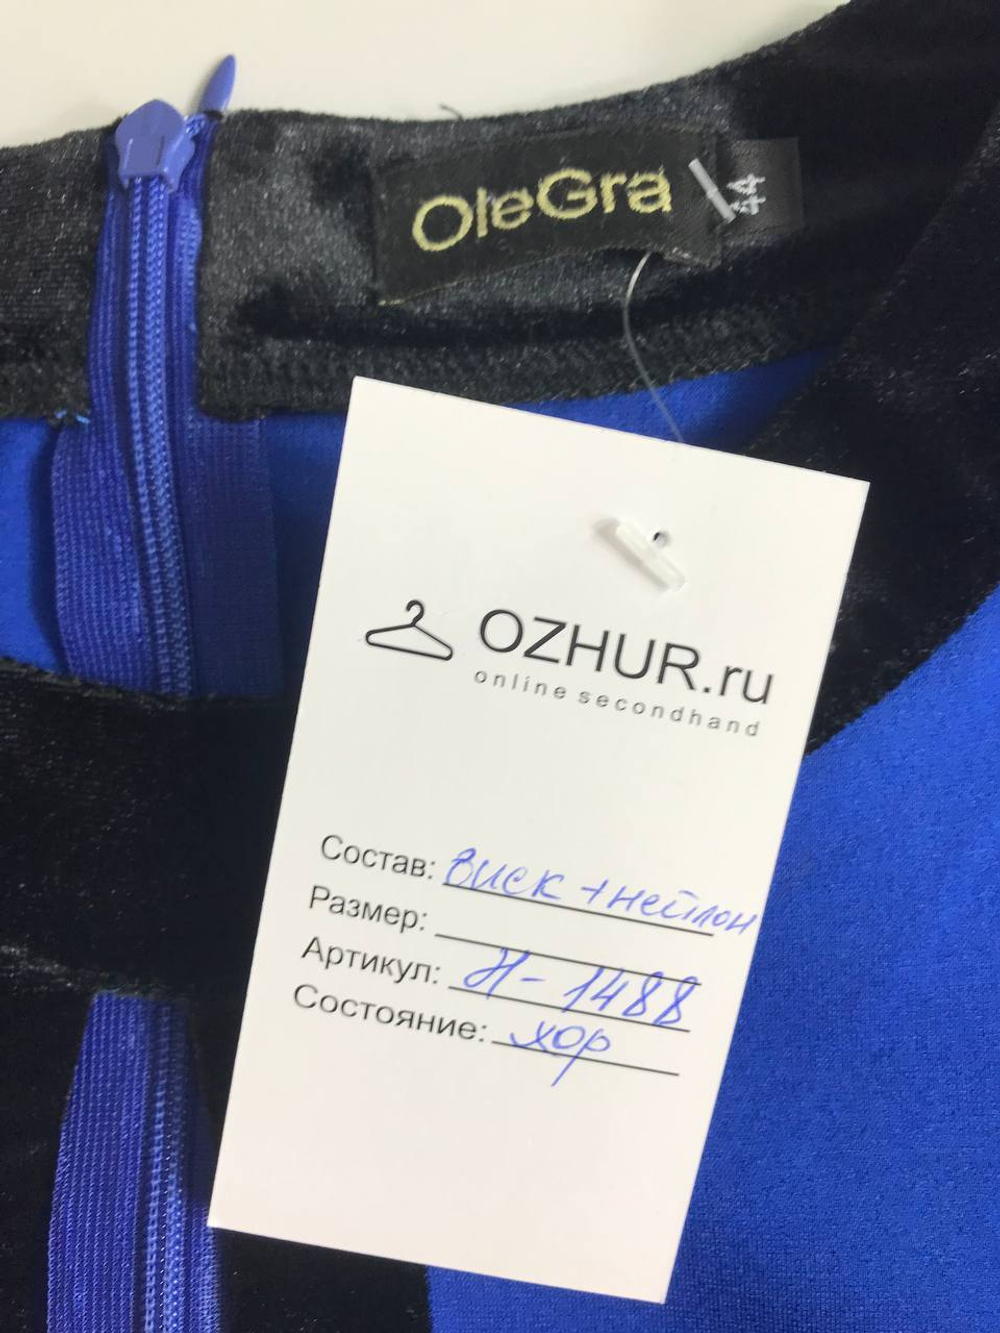 OleGra
44
OZHUR.ru
online secondhand
Состав: Виск + нейлон
Размер:
Артикул: Н-1488
Состояние: хор